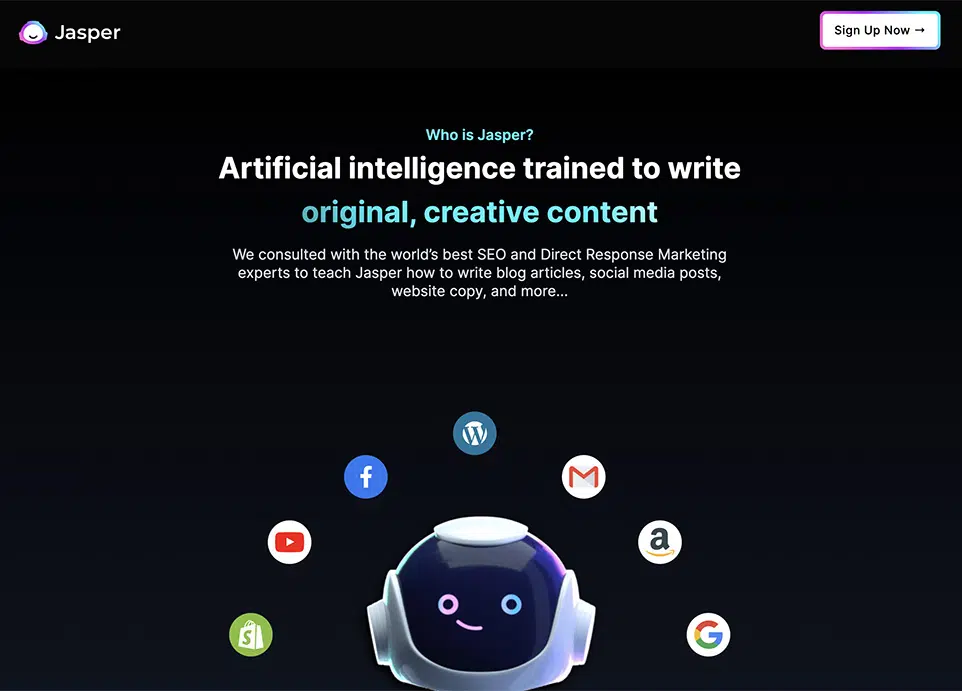 Jasper
Sign Up Now →
Who is Jasper?
Artificial intelligence trained to write
original, creative content
We consulted with the world’s best SEO and Direct Response Marketing
experts to teach Jasper how to write blog articles, social media posts,
website copy, and more...